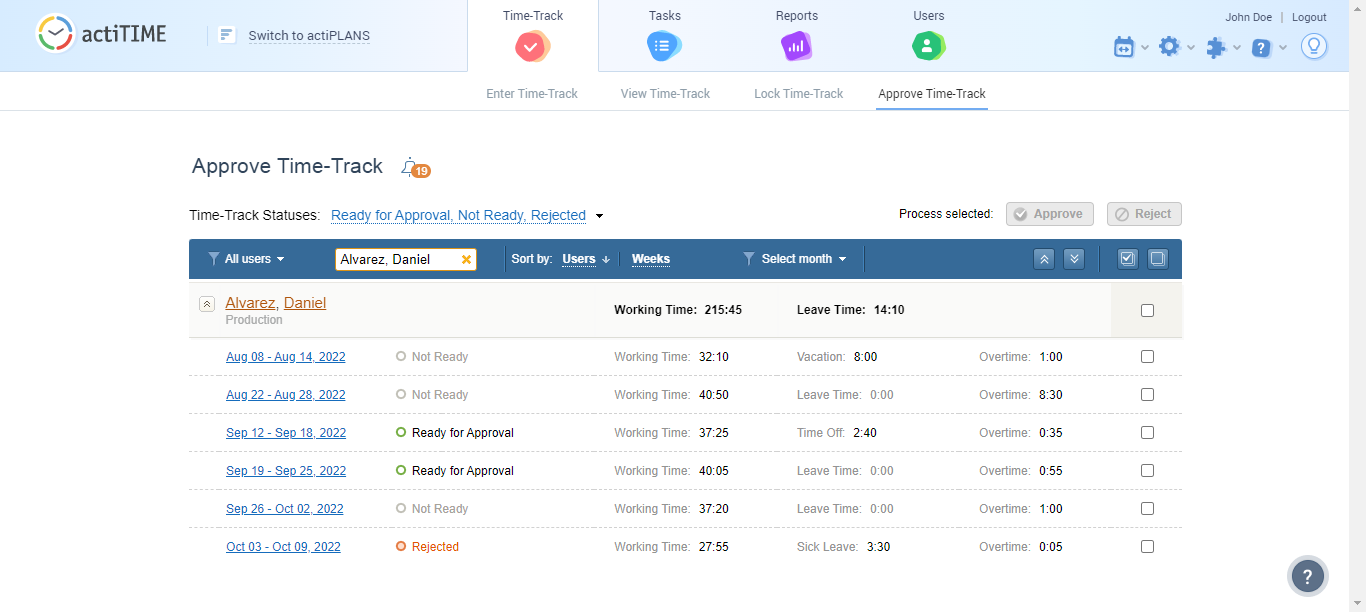 actiTIME
Switch to actiPLANS
Time-Track
Tasks
Reports
Users
John Doe | Logout
Enter Time-Track
View Time-Track
Lock Time-Track
Approve Time-Track
Approve Time-Track 19
Time-Track Statuses: Ready for Approval, Not Ready, Rejected
Process selected: Approve Reject
All users Alvarez, Daniel Sort by: Users Weeks Select month
Alvarez, Daniel Working Time: 215:45 Leave Time: 14:10
Production
Aug 08 - Aug 14, 2022 Not Ready Working Time: 32:10 Vacation: 8:00 Overtime: 1:00
Aug 22 - Aug 28, 2022 Not Ready Working Time: 40:50 Leave Time: 0:00 Overtime: 8:30
Sep 12 - Sep 18, 2022 Ready for Approval Working Time: 37:25 Time Off: 2:40 Overtime: 0:35
Sep 19 - Sep 25, 2022 Ready for Approval Working Time: 40:05 Leave Time: 0:00 Overtime: 0:55
Sep 26 - Oct 02, 2022 Not Ready Working Time: 37:20 Leave Time: 0:00 Overtime: 1:00
Oct 03 - Oct 09, 2022 Rejected Working Time: 27:55 Sick Leave: 3:30 Overtime: 0:05
?